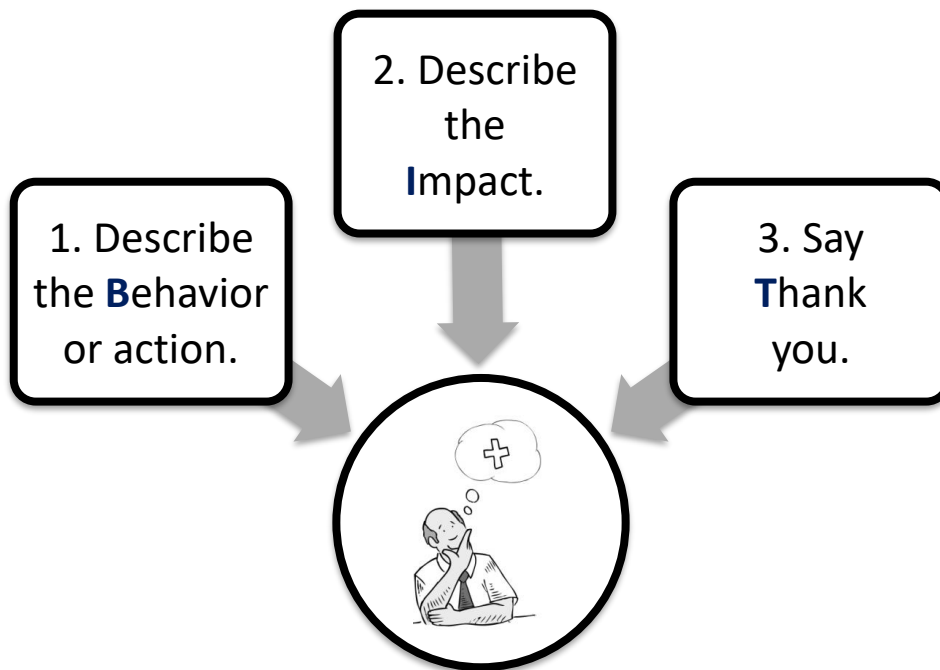 1. Describe
the Behavior
or action.
2. Describe
the
Impact.
3. Say
Thank
you.